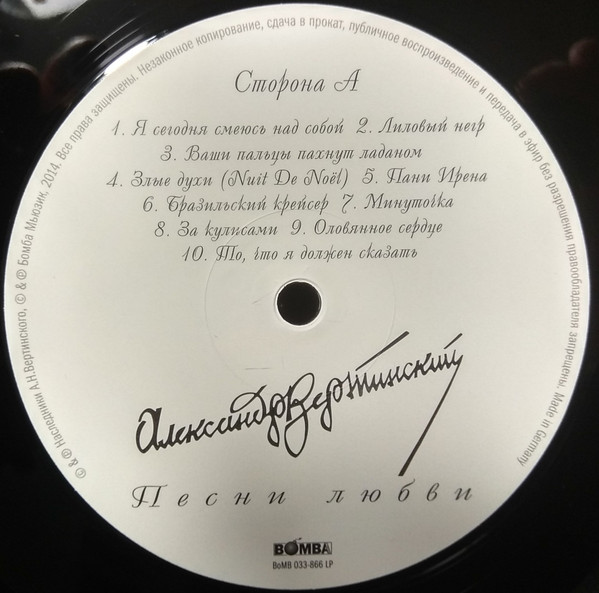 ℗ & © Наследники А.Н.Вертинского, © & ℗ Бомба Мьюзик, 2014. Все права защищены. Незаконное копирование, сдача в прокат, публичное воспроизведение и передача в эфир без разрешения правообладателя запрещены. Made in Germany
Сторона А
1. Я сегодня смеюсь над собой 2. Лиловый негр
3. Ваши пальцы пахнут ладаном
4. Злые духи (Nuit De Noël) 5. Пани Ирена
6. Бразильский крейсер 7. Минуточка
8. За кулисами 9. Оловянное сердце
10. То, что я должен сказать
Александр Вертинский
Песни любви
BOMBA
BoMB 033-866 LP